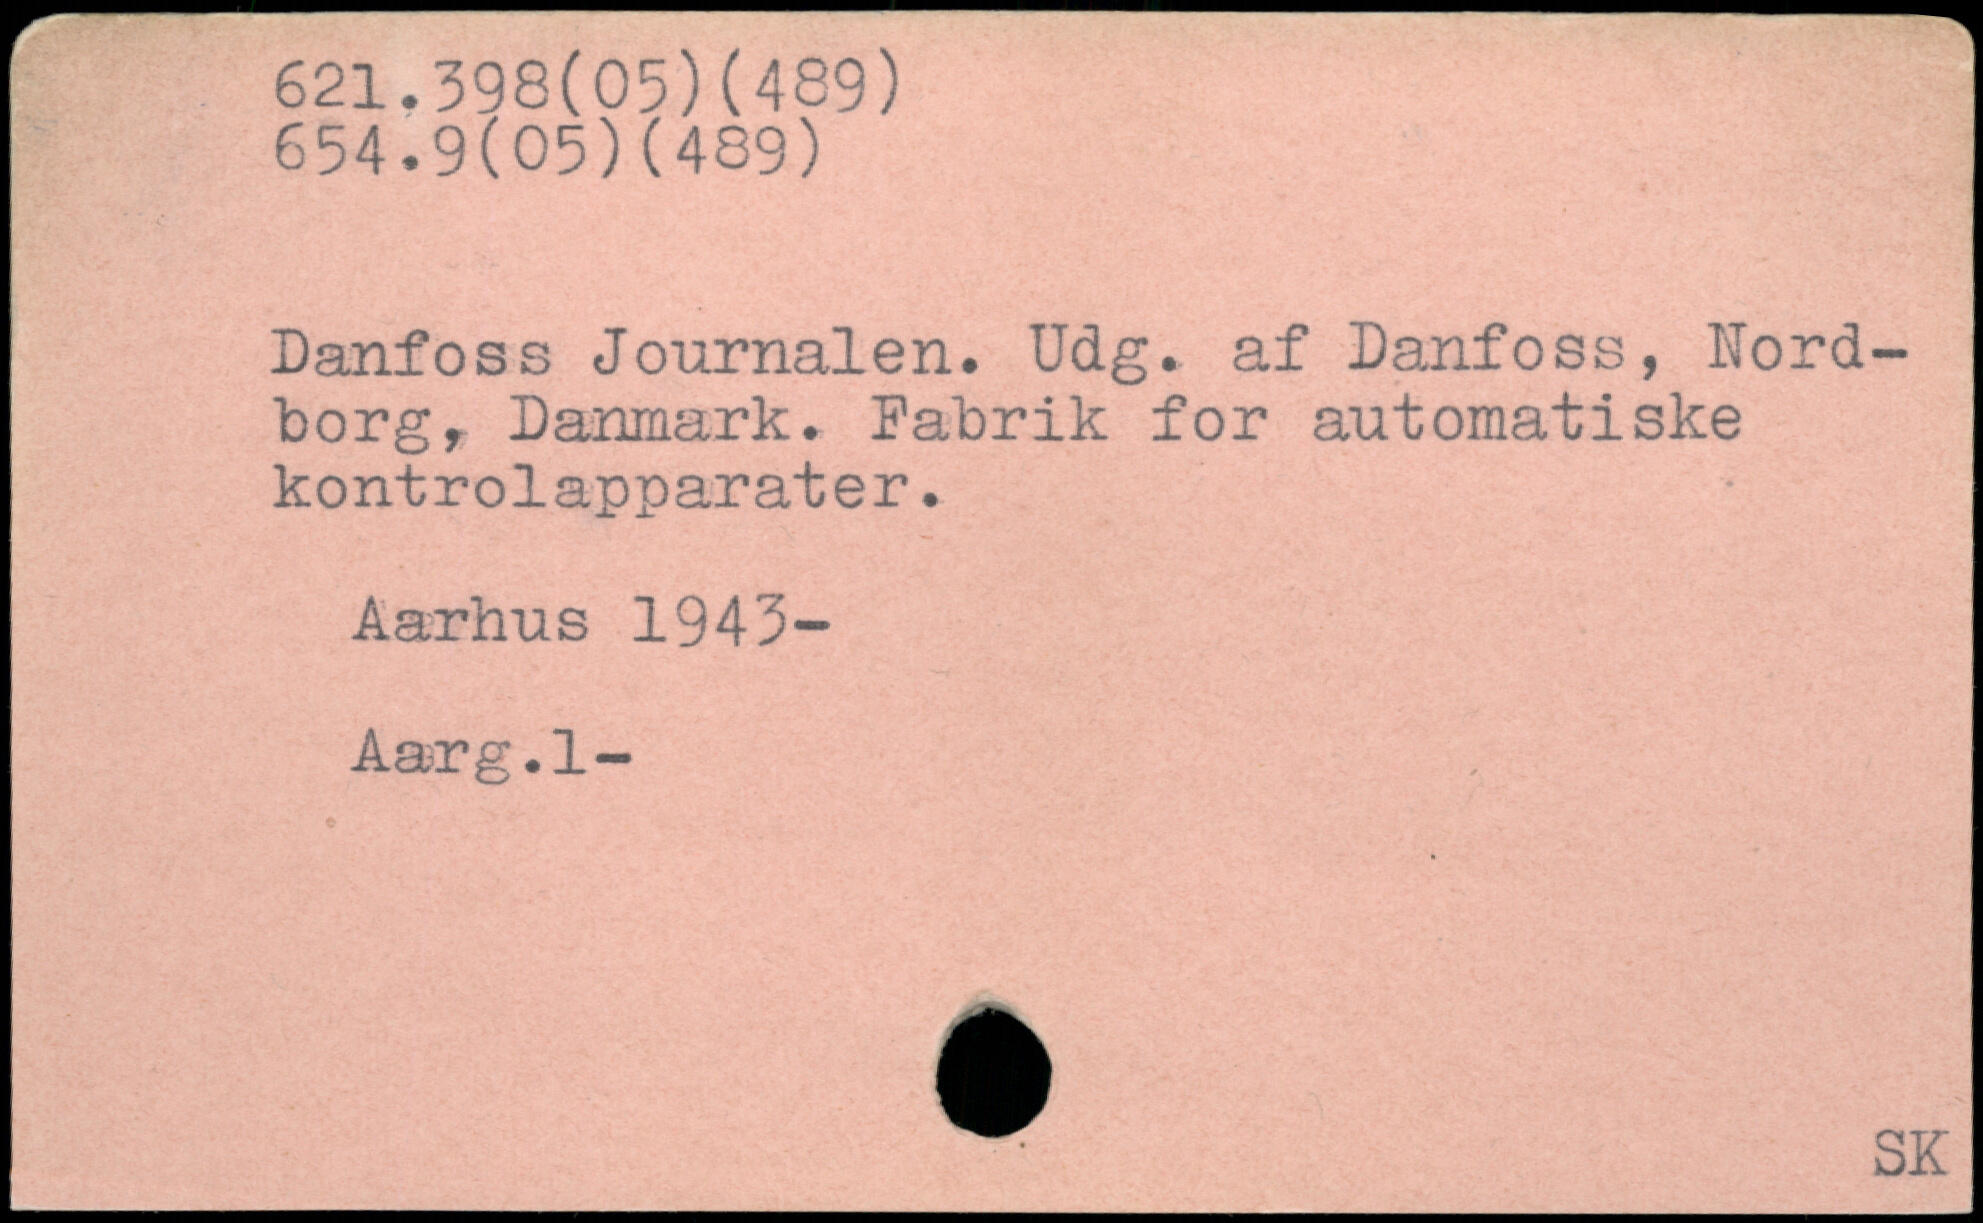 621.398(05)(489)
654.9(05)(489)
Danfoss Journalen. Udg. af Danfoss, Nord-
borg, Danmark. Fabrik for automatiske
kontrolapparater.
Aarhus 1943-
Aarg.1-
SK